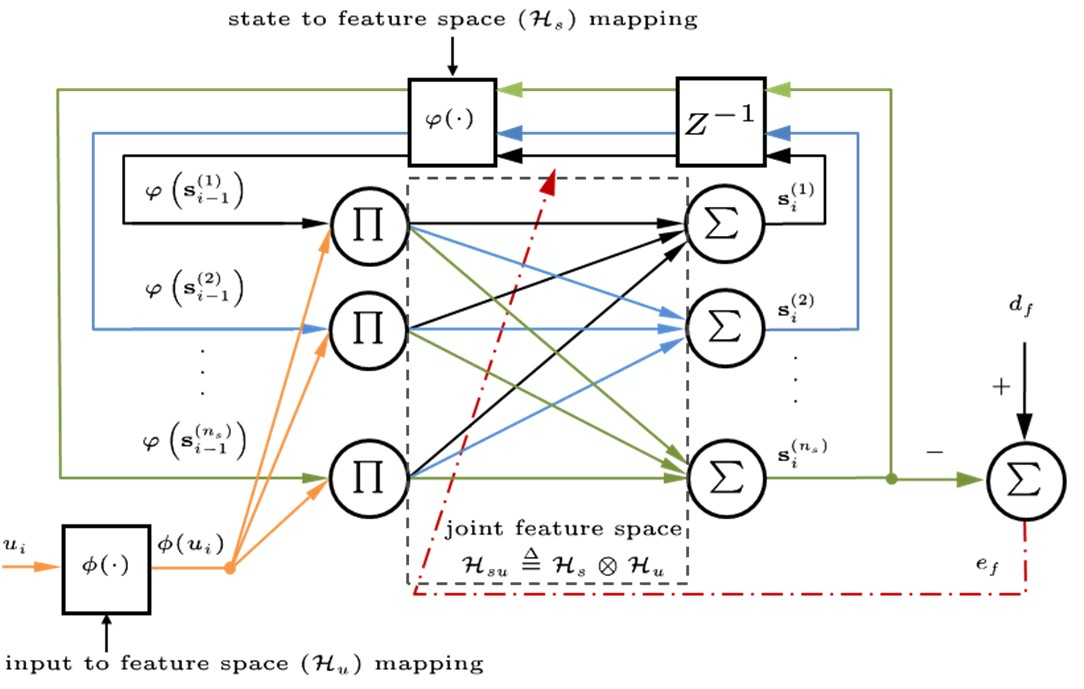 state to feature space (ℋₛ) mapping
φ(·)
Z⁻¹
φ(s_{i−1}^{(1)})
∏
Σ
s_i^{(1)}
φ(s_{i−1}^{(2)})
∏
Σ
s_i^{(2)}
d_f
+
φ(s_{i−1}^{(n_s)})
∏
Σ
s_i^{(n_s)}
−
Σ
u_i
ϕ(·)
ϕ(u_i)
joint feature space
ℋ_{su} ≜ ℋ_s ⊗ ℋ_u
e_f
input to feature space (ℋ_u) mapping